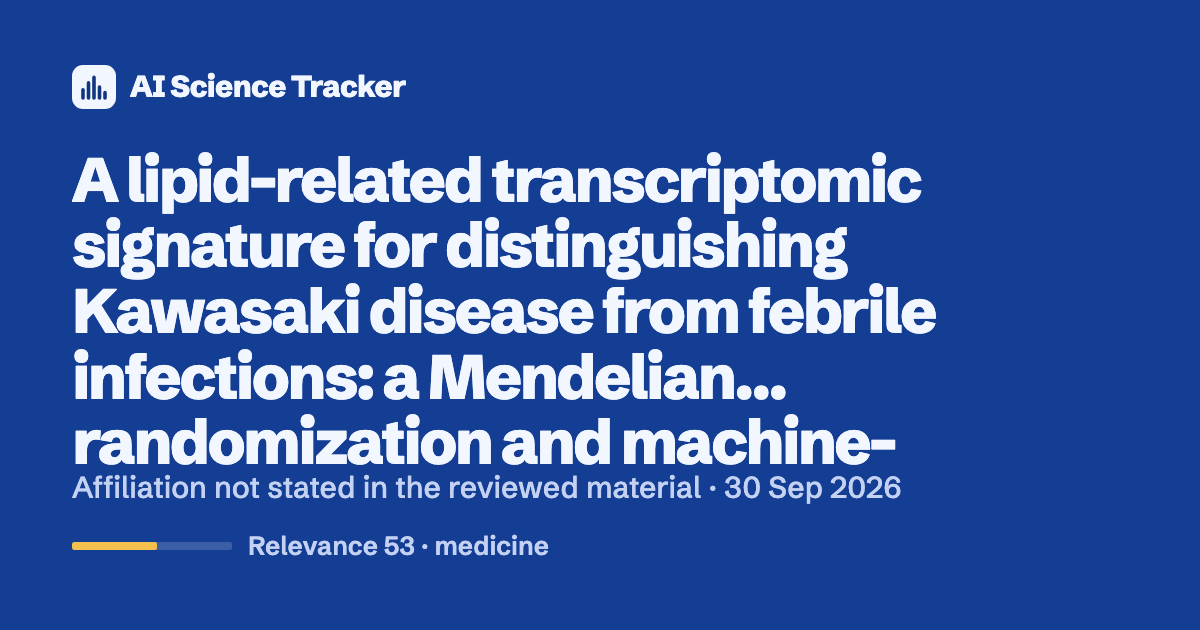 AI Science Tracker
A lipid-related transcriptomic
signature for distinguishing
Kawasaki disease from febrile
infections: a Mendelian...
randomization and machine-
Affiliation not stated in the reviewed material · 30 Sep 2026
Relevance 53 · medicine